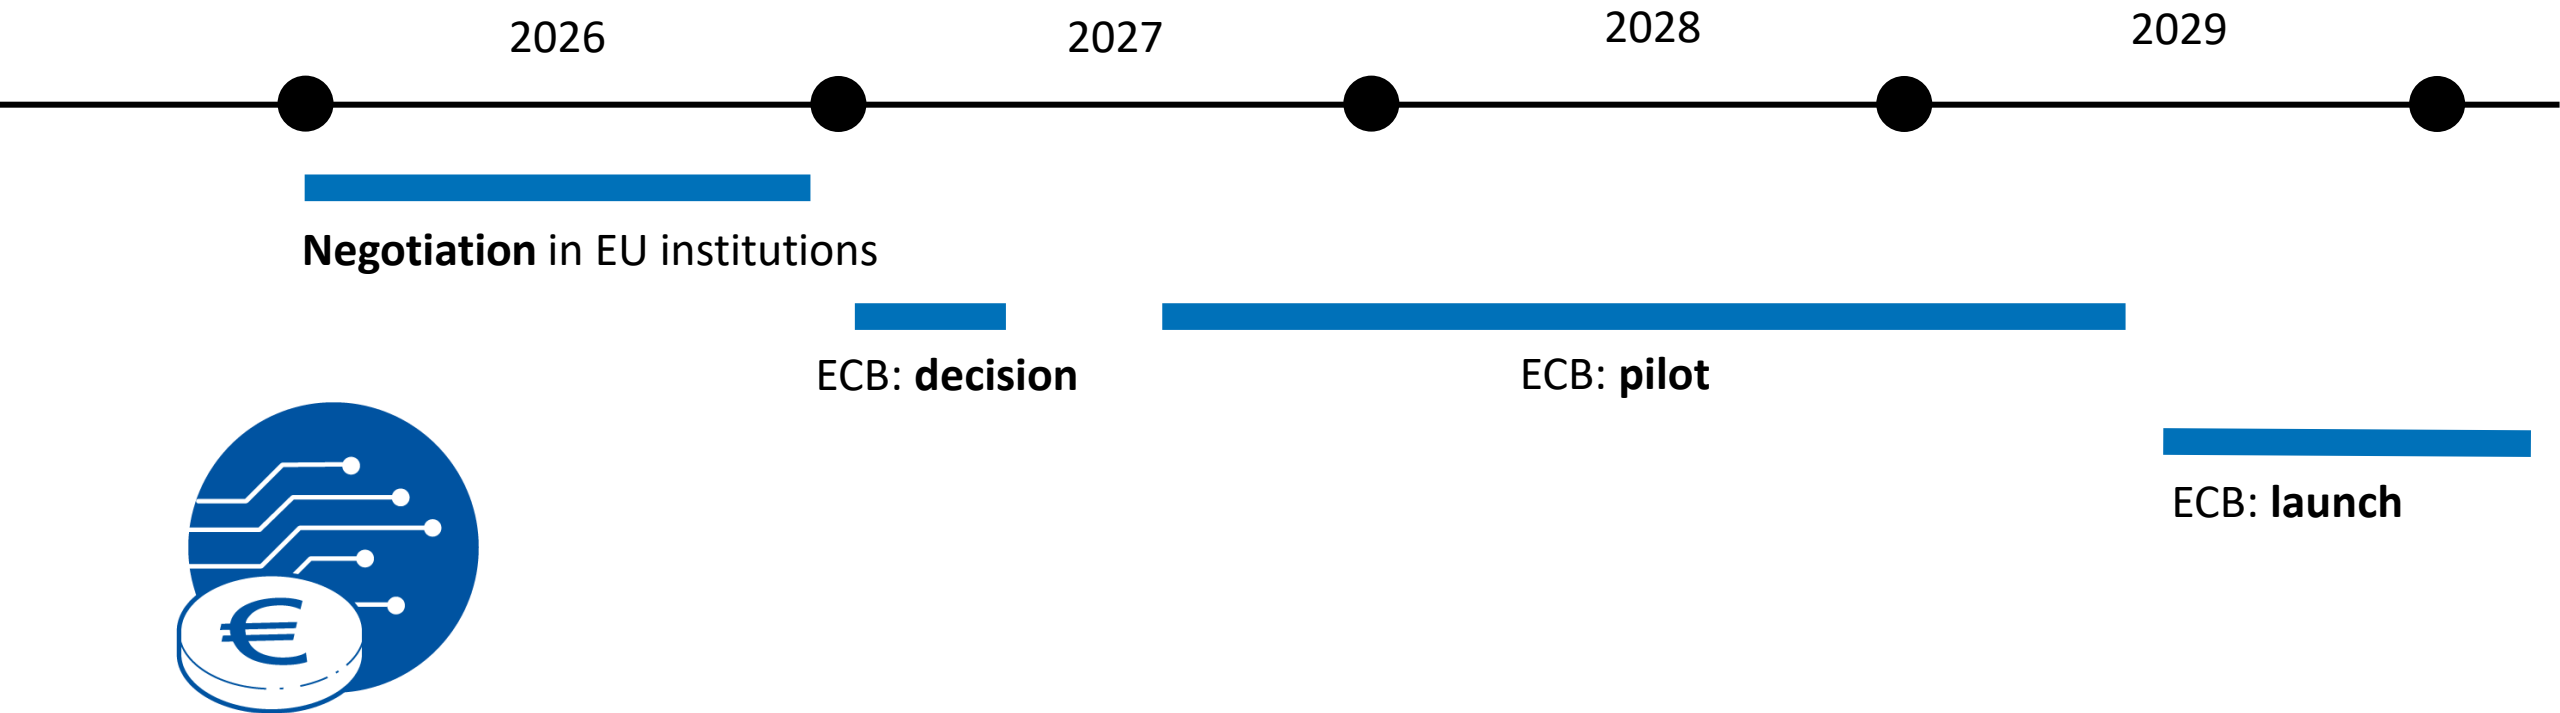 2026
2027
2028
2029
Negotiation in EU institutions
ECB: decision
ECB: pilot
ECB: launch
€